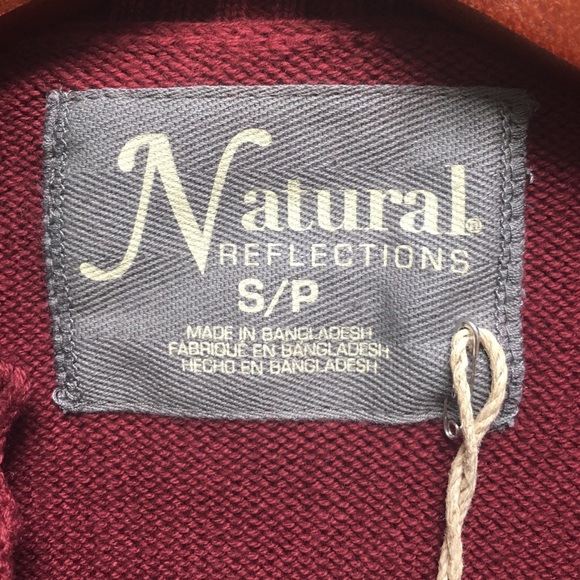 Natural®
REFLECTIONS
S/P
MADE IN BANGLADESH
FABRIQUÉ EN BANGLADESH
HECHO EN BANGLADESH